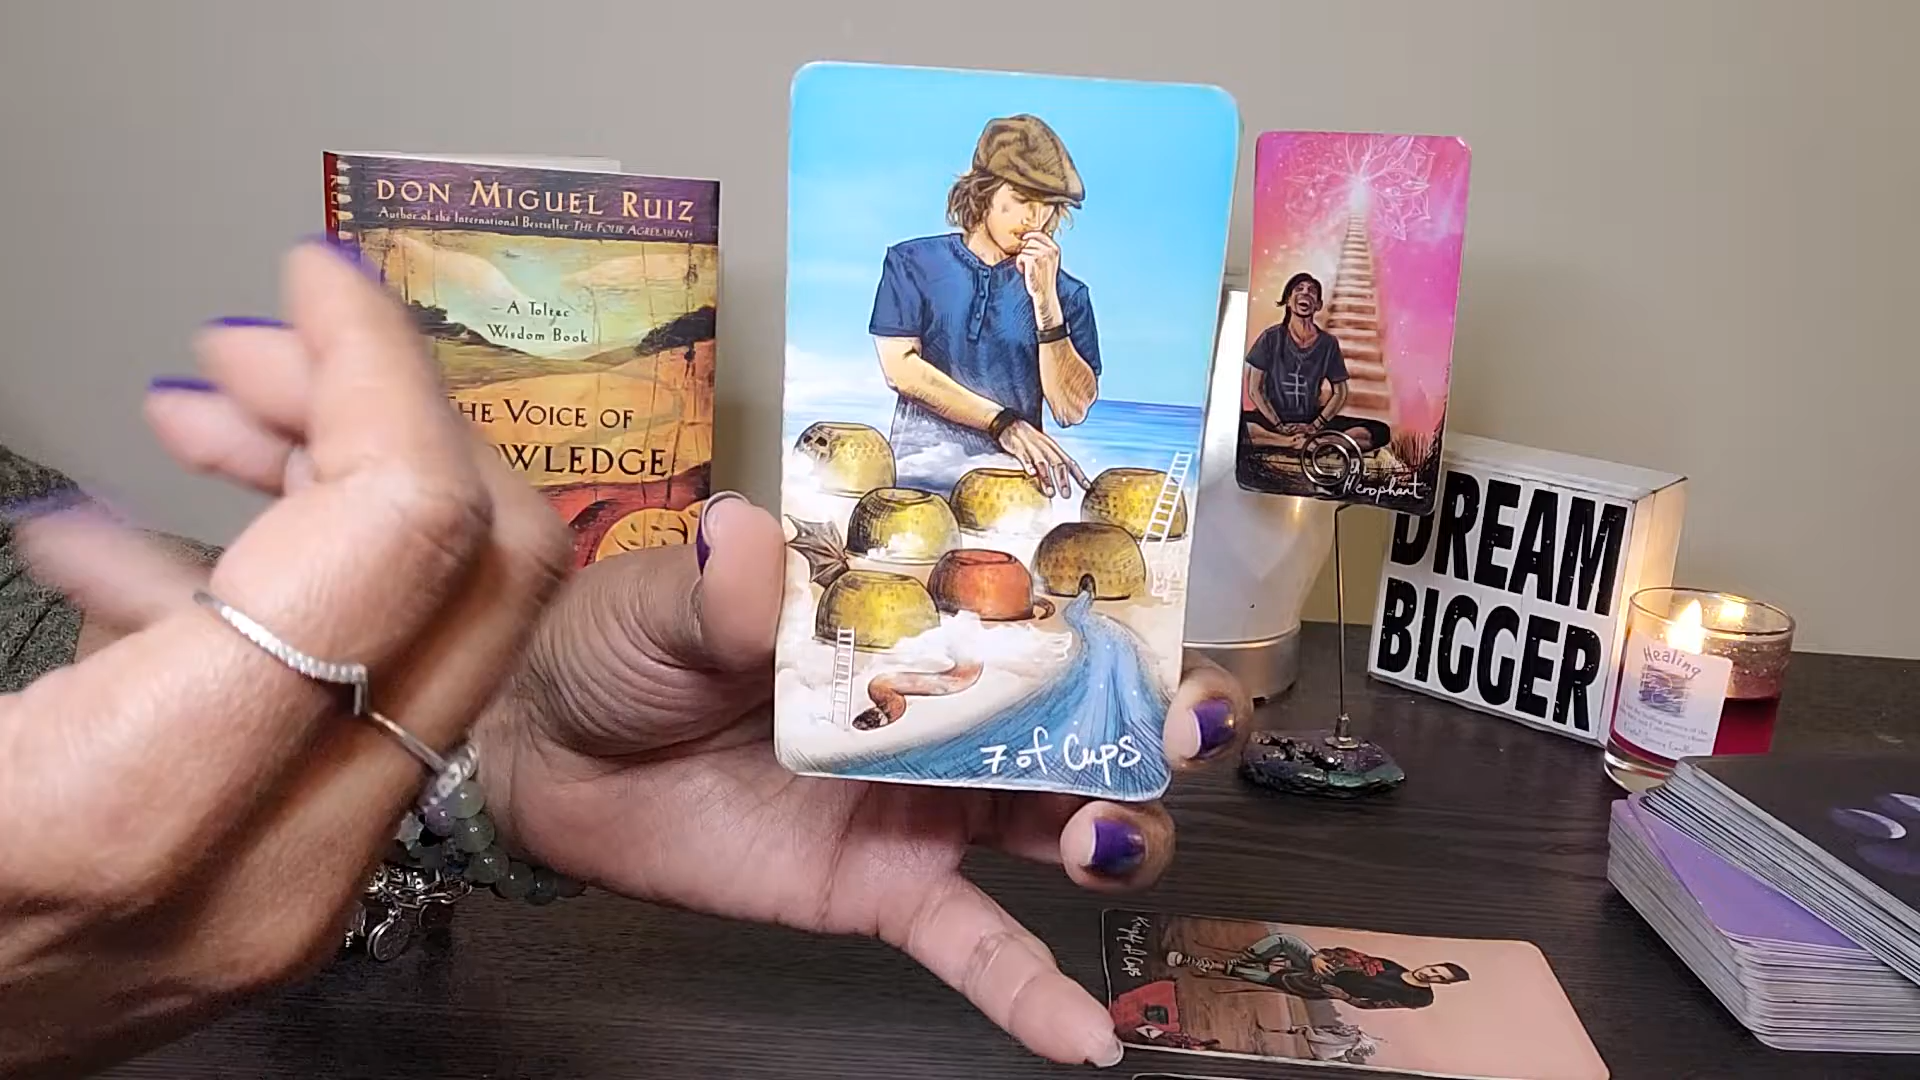 DON MIGUEL RUIZ
Author of the International Bestseller THE FOUR AGREEMENTS
A Toltec
Wisdom Book
THE VOICE OF
7 of Cups
Hierophant
DREAM
BIGGER
Healing
Knight of Cups